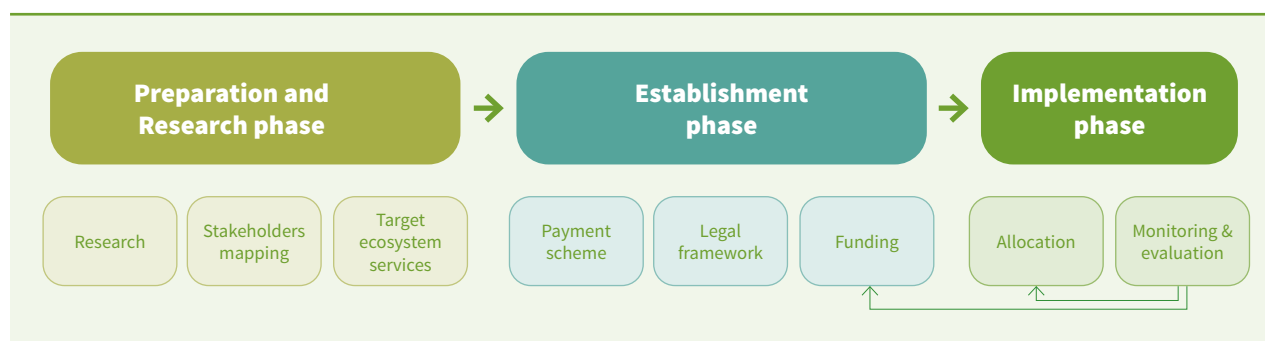 Preparation and
Research phase
Establishment
phase
Implementation
phase
Research
Stakeholders
mapping
Target
ecosystem
services
Payment
scheme
Legal
framework
Funding
Allocation
Monitoring &
evaluation